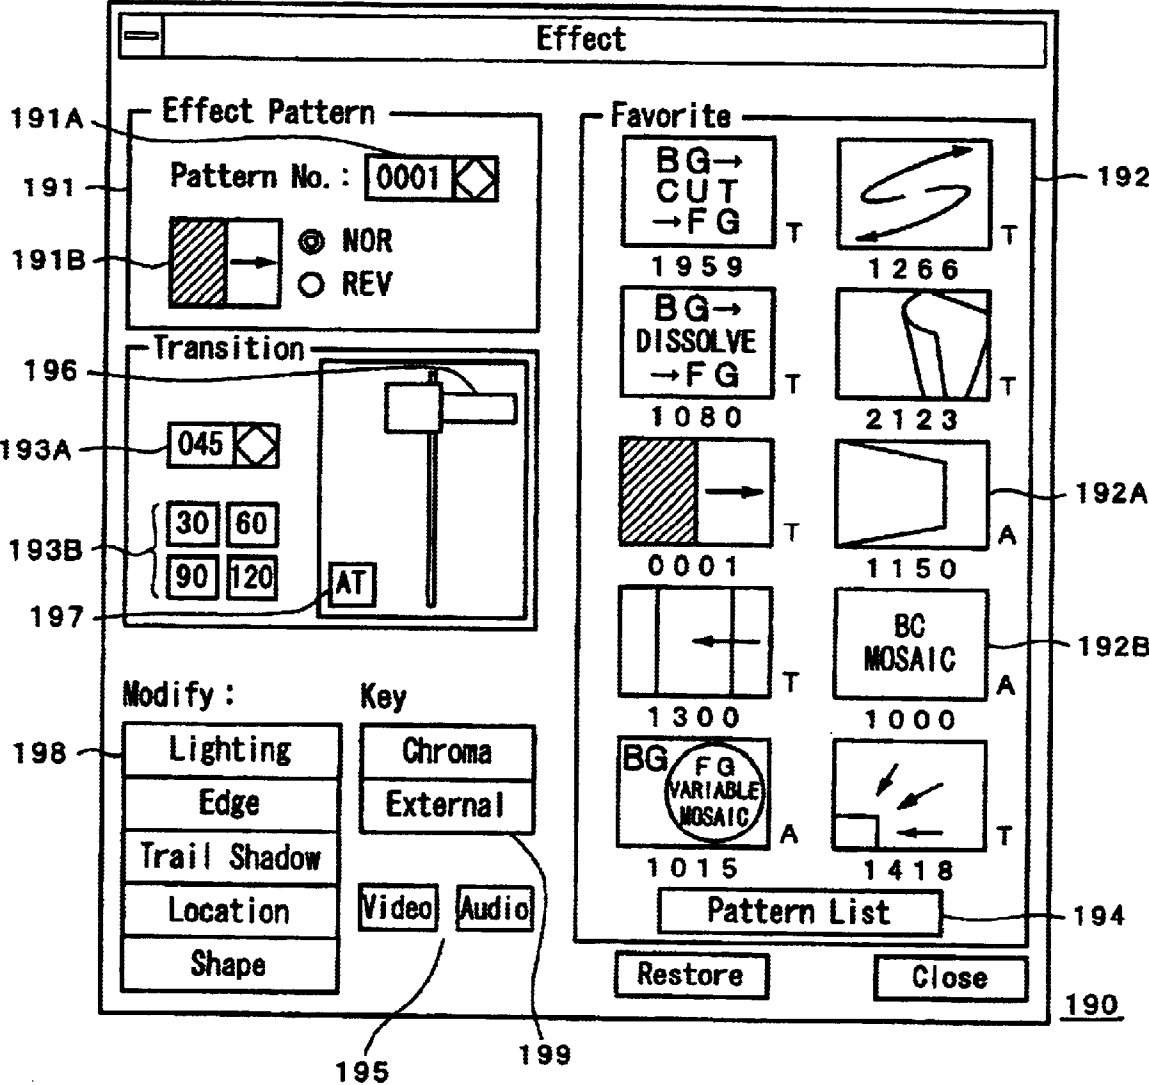 Effect
191A
Effect Pattern
191
Pattern No. :
0001
191B
NOR
REV
Transition
196
193A
045
30
60
193B
90
120
AT
197
Modify :
198
Lighting
Edge
Trail Shadow
Location
Shape
Key
Chroma
External
Video
Audio
195
199
Favorite
192
BG→
CUT
→FG
T
1959
T
1266
BG→
DISSOLVE
→FG
T
1080
T
2123
T
0001
192A
A
1150
T
1300
BC
MOSAIC
192B
A
1000
BG
FG
VARIABLE
MOSAIC
A
1015
T
1418
Pattern List
194
Restore
Close
190